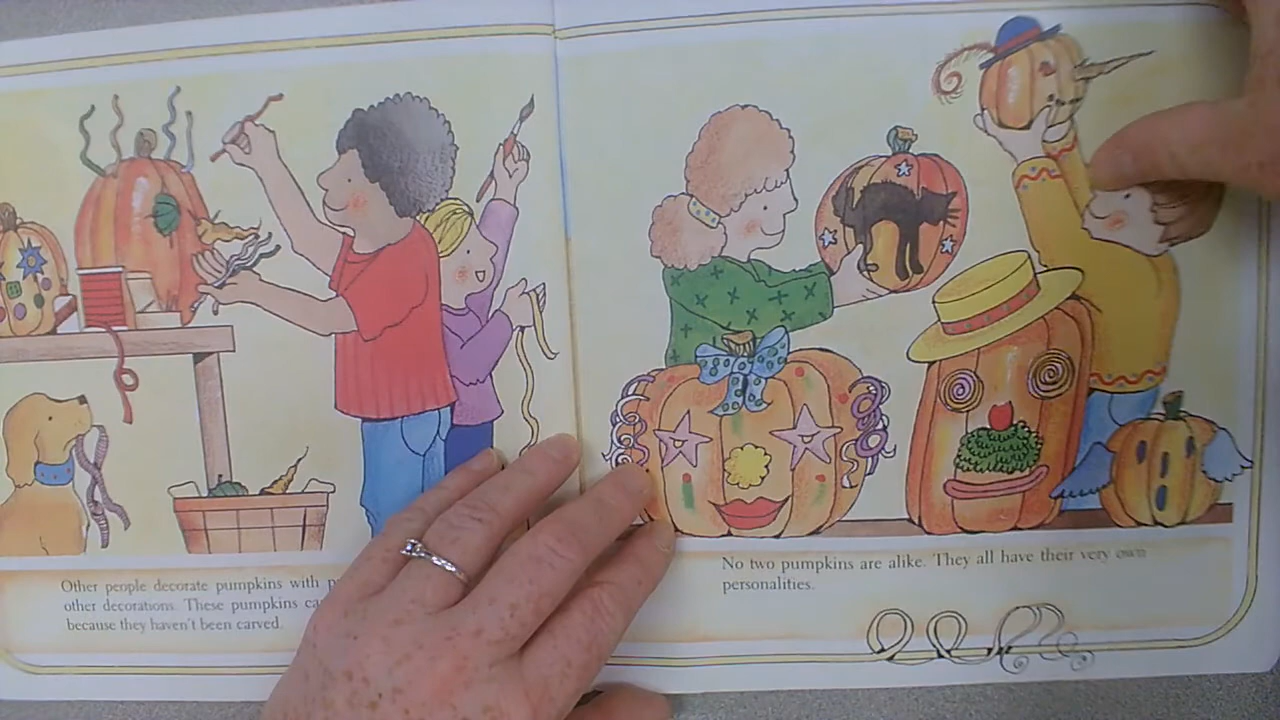 Other people decorate pumpkins with
other decorations. These pumpkins
because they haven't been carved.
No two pumpkins are alike. They all have their very own
personalities.